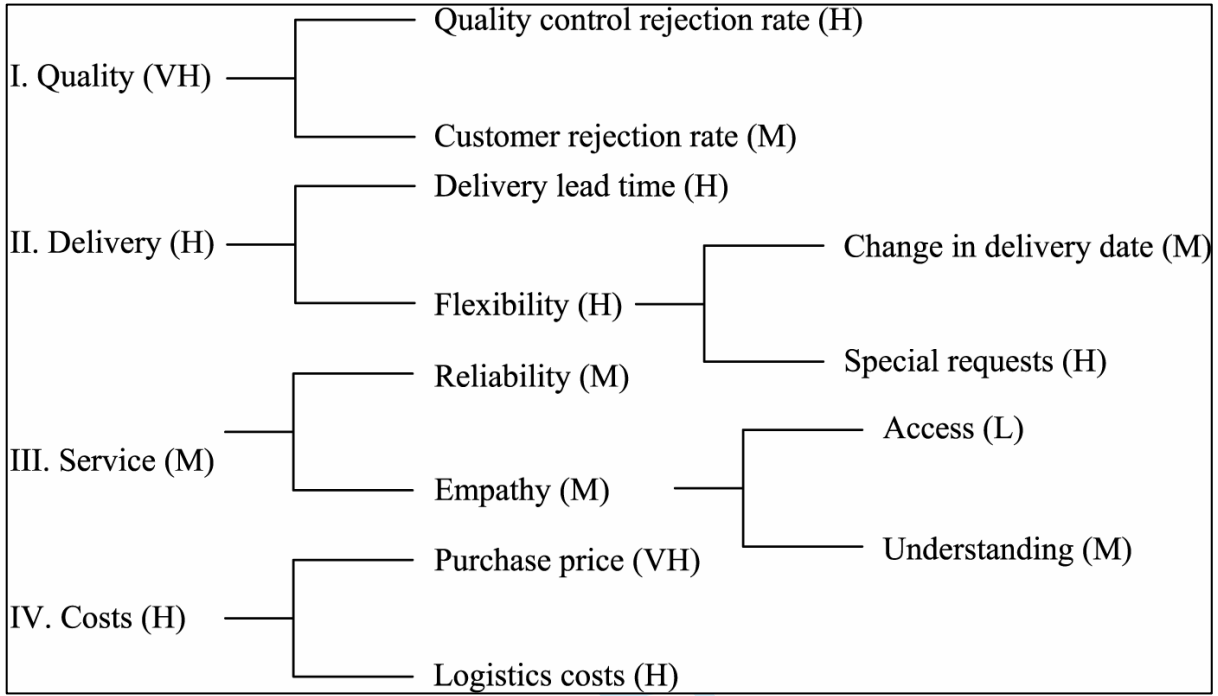 I. Quality (VH)
Quality control rejection rate (H)
Customer rejection rate (M)
II. Delivery (H)
Delivery lead time (H)
Flexibility (H)
Change in delivery date (M)
Special requests (H)
III. Service (M)
Reliability (M)
Empathy (M)
Access (L)
Understanding (M)
IV. Costs (H)
Purchase price (VH)
Logistics costs (H)